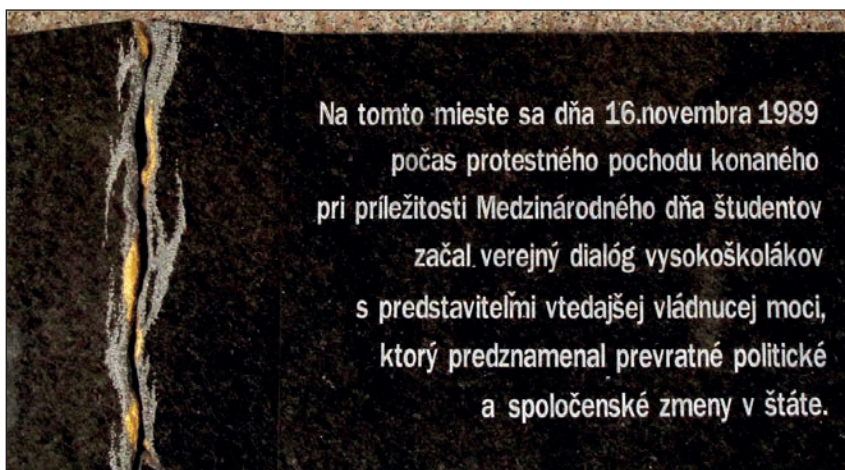 Na tomto mieste sa dňa 16.novembra 1989
počas protestného pochodu konaného
pri príležitosti Medzinárodného dňa študentov
začal verejný dialóg vysokoškolákov
s predstaviteľmi vtedajšej vládnucej moci,
ktorý predznamenal prevratné politické
a spoločenské zmeny v štáte.